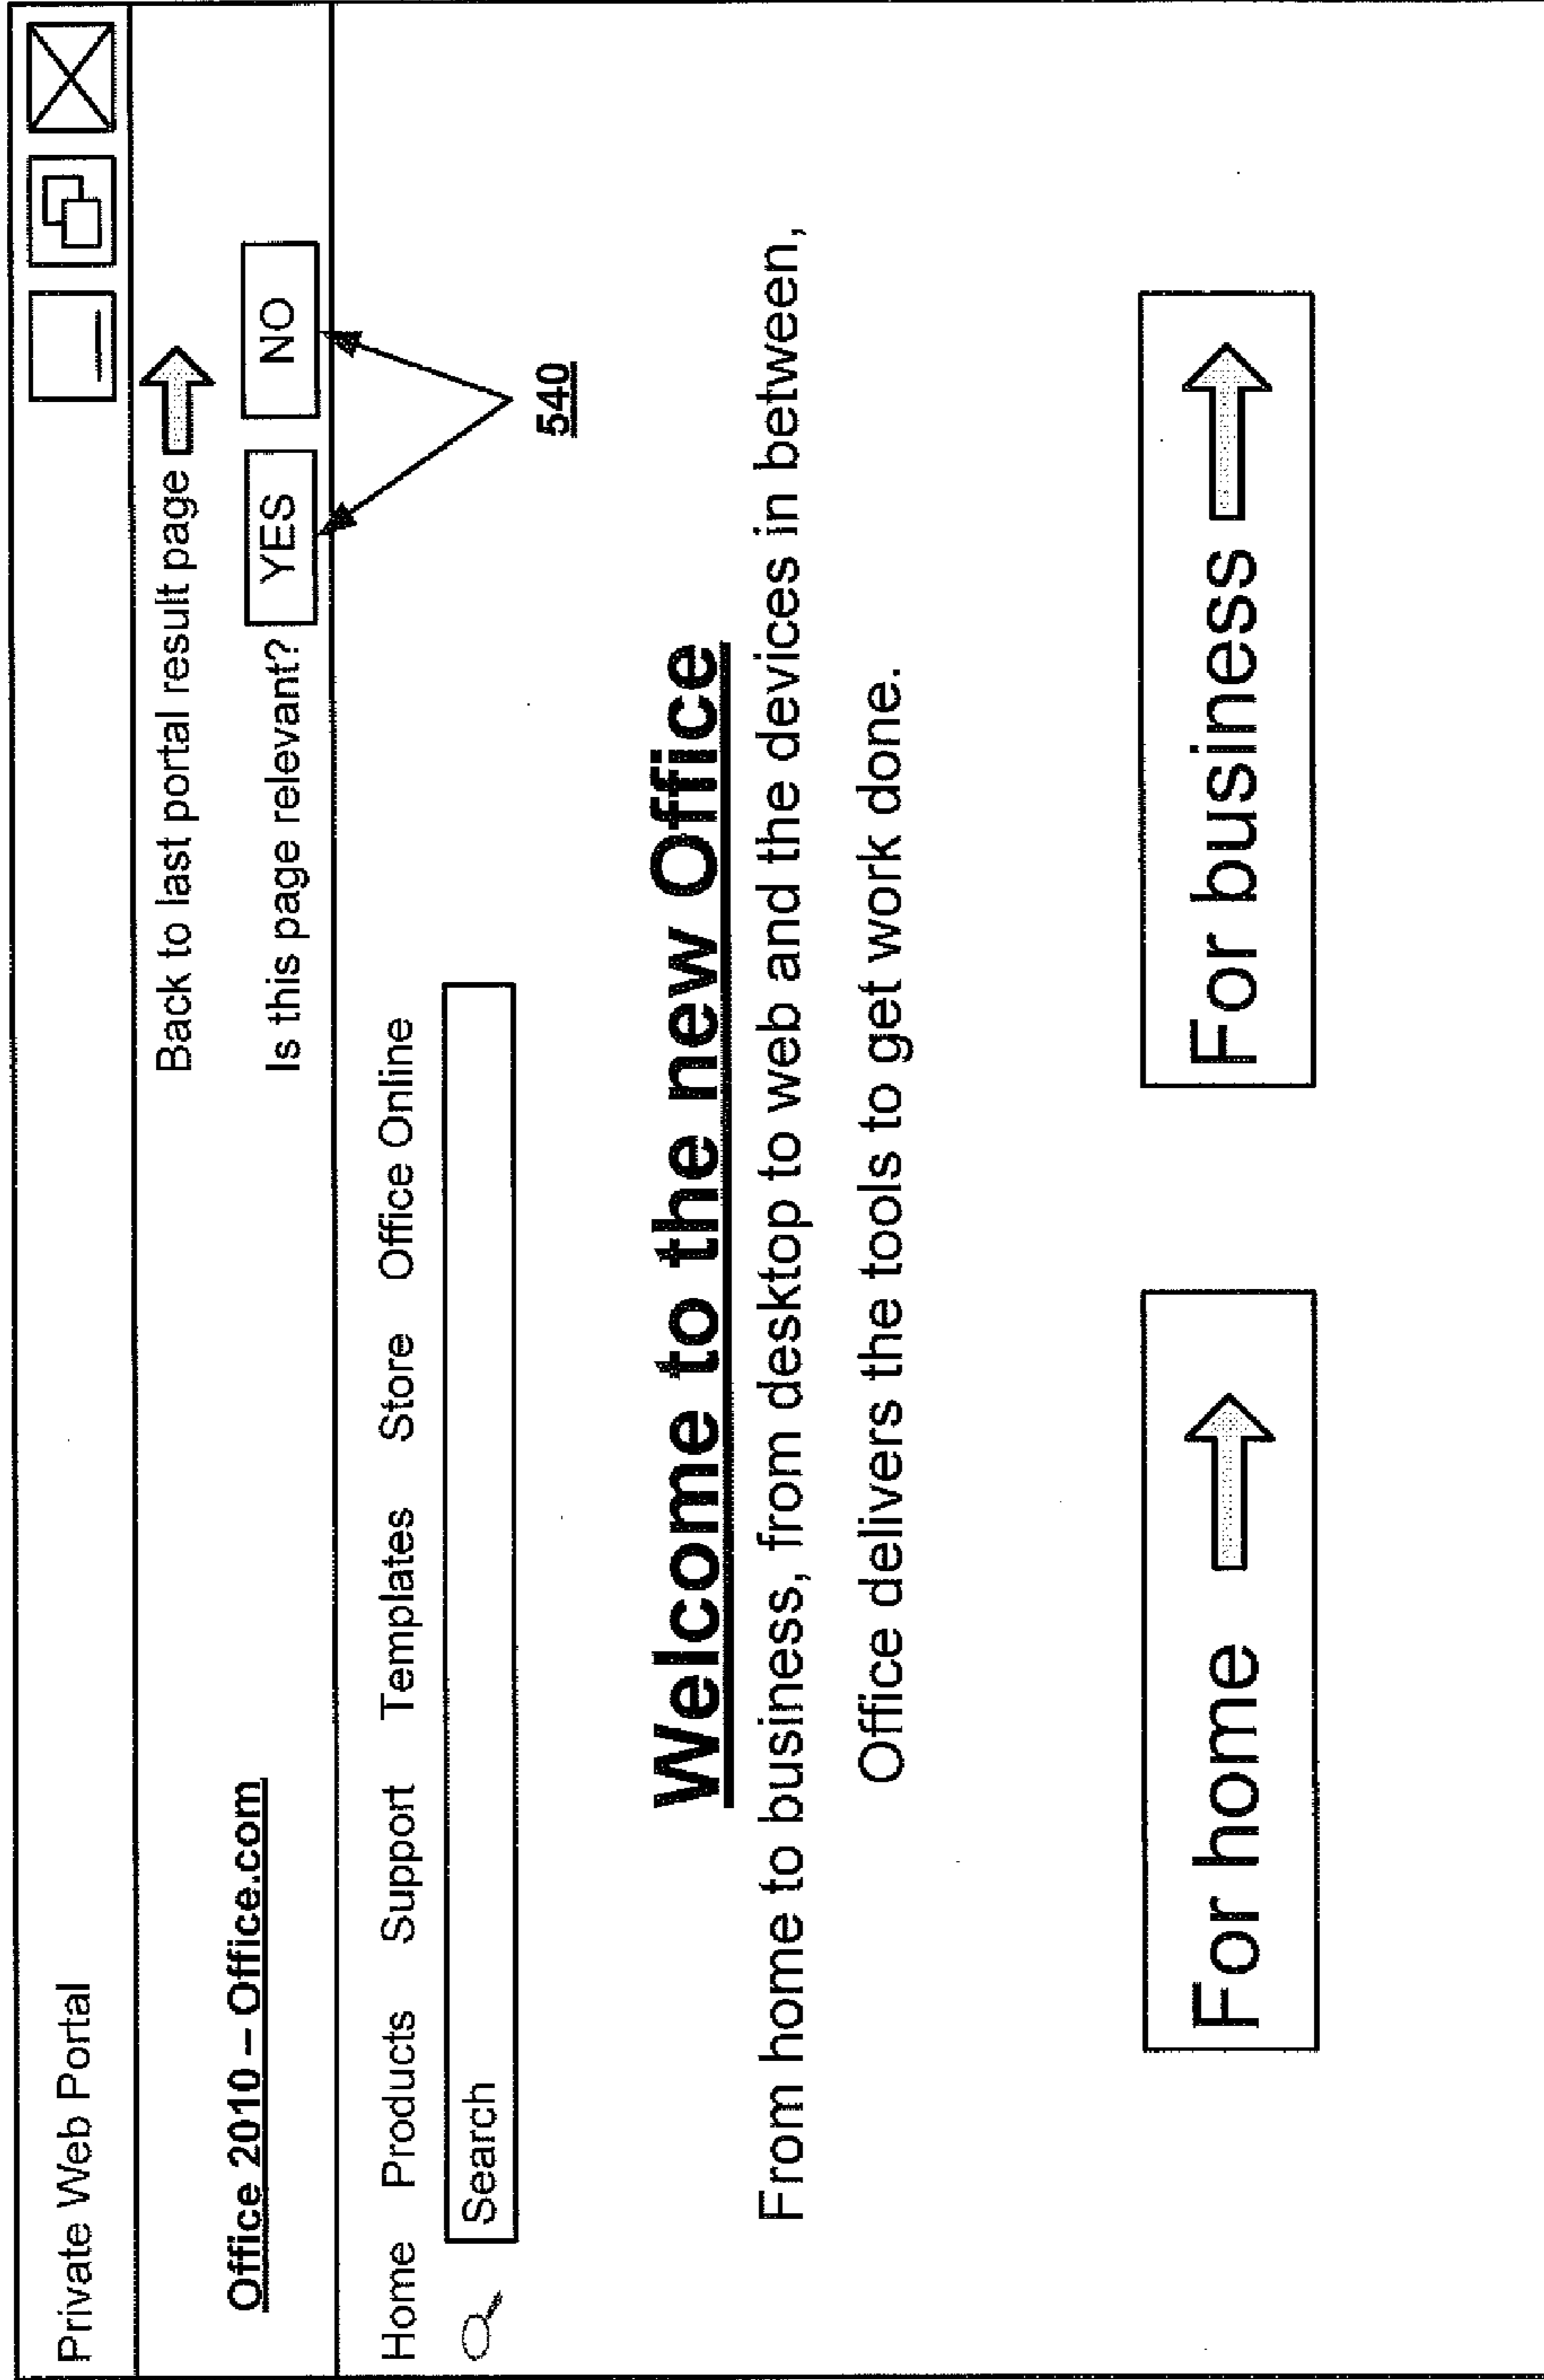 Private Web Portal
Back to last portal result page
Office 2010 – Office.com
Is this page relevant? YES NO
540
Home Products Support Templates Store Office Online
Search
Welcome to the new Office
From home to business, from desktop to web and the devices in between,
Office delivers the tools to get work done.
For home
For business